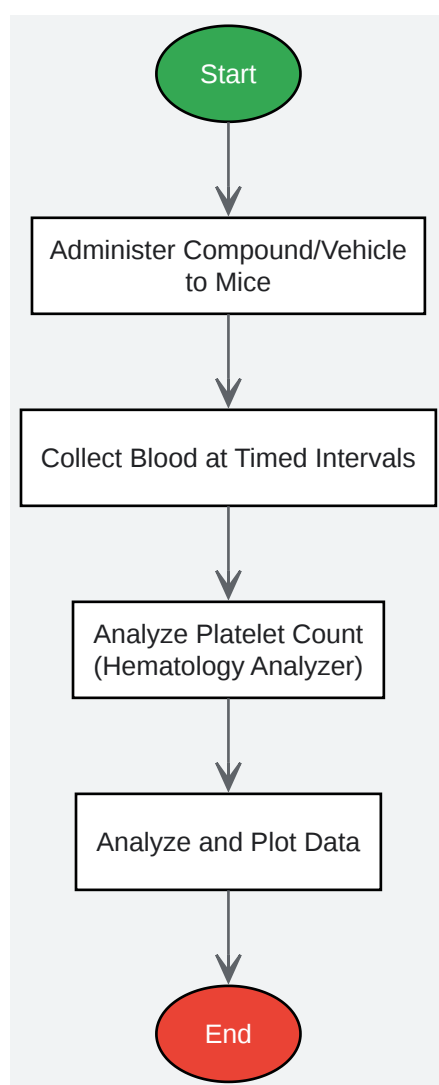 Start
Administer Compound/Vehicle
to Mice
Collect Blood at Timed Intervals
Analyze Platelet Count
(Hematology Analyzer)
Analyze and Plot Data
End